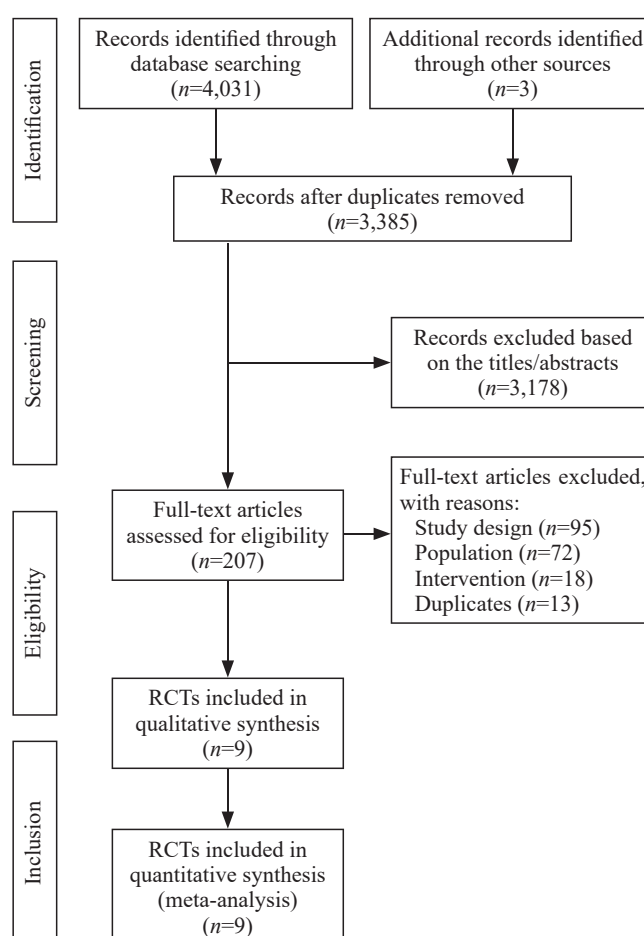 Identification
Records identified through
database searching
(n=4,031)
Additional records identified
through other sources
(n=3)
Records after duplicates removed
(n=3,385)
Screening
Records excluded based
on the titles/abstracts
(n=3,178)
Eligibility
Full-text articles
assessed for eligibility
(n=207)
Full-text articles excluded,
with reasons:
Study design (n=95)
Population (n=72)
Intervention (n=18)
Duplicates (n=13)
RCTs included in
qualitative synthesis
(n=9)
Inclusion
RCTs included in
quantitative synthesis
(meta-analysis)
(n=9)